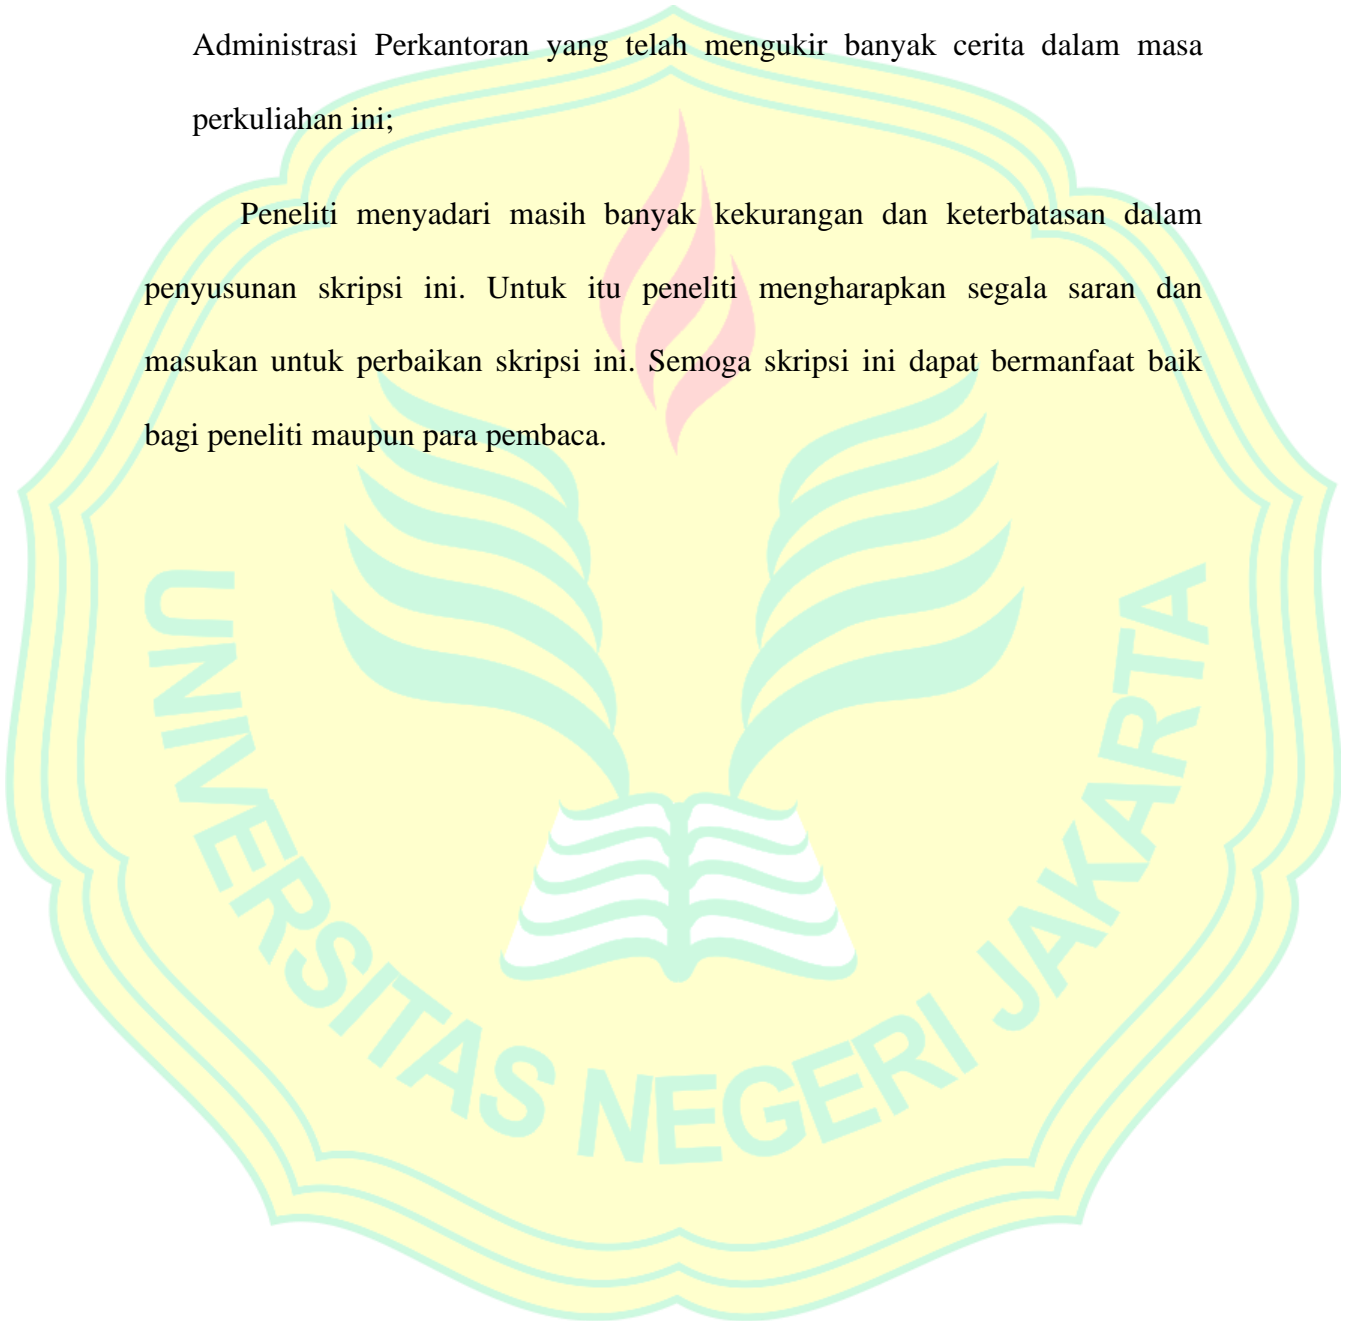 Administrasi Perkantoran yang telah mengukir banyak cerita dalam masa
perkuliahan ini;
Peneliti menyadari masih banyak kekurangan dan keterbatasan dalam
penyusunan skripsi ini. Untuk itu peneliti mengharapkan segala saran dan
masukan untuk perbaikan skripsi ini. Semoga skripsi ini dapat bermanfaat baik
bagi peneliti maupun para pembaca.
UNIVERSITAS NEGERI JAKARTA